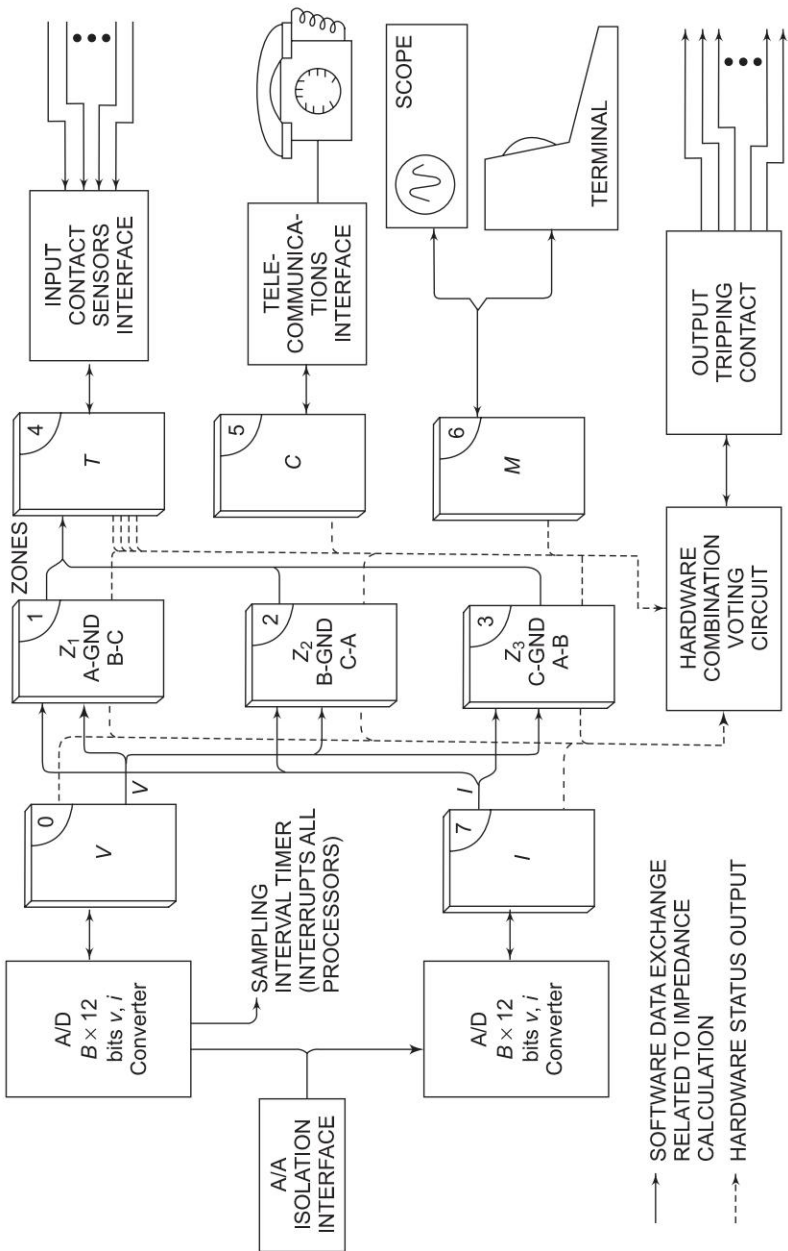 A/A
ISOLATION
INTERFACE
A/D
B × 12
bits v, i
Converter
SAMPLING
INTERVAL TIMER
(INTERRUPTS ALL
PROCESSORS)
A/D
B × 12
bits v, i
Converter
0
V
V
7
I
I
ZONES
1
Z1
A-GND
B-C
2
Z2
B-GND
C-A
3
Z3
C-GND
A-B
4
T
5
C
6
M
INPUT
CONTACT
SENSORS
INTERFACE
TELE-
COMMUNICA-
TIONS
INTERFACE
SCOPE
TERMINAL
HARDWARE
COMBINATION
VOTING
CIRCUIT
OUTPUT
TRIPPING
CONTACT
SOFTWARE DATA EXCHANGE
RELATED TO IMPEDANCE
CALCULATION
HARDWARE STATUS OUTPUT